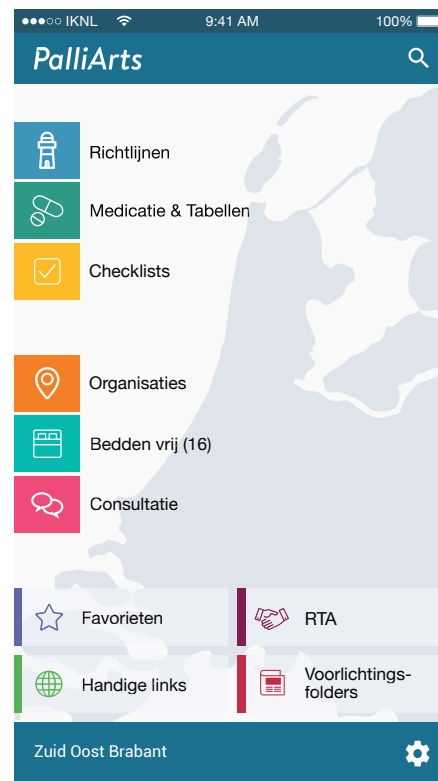 IKNL 9:41 AM 100%
PalliArts
Richtlijnen
Medicatie & Tabellen
Checklists
Organisaties
Bedden vrij (16)
Consultatie
Favorieten
RTA
Handige links
Voorlichtings-
folders
Zuid Oost Brabant